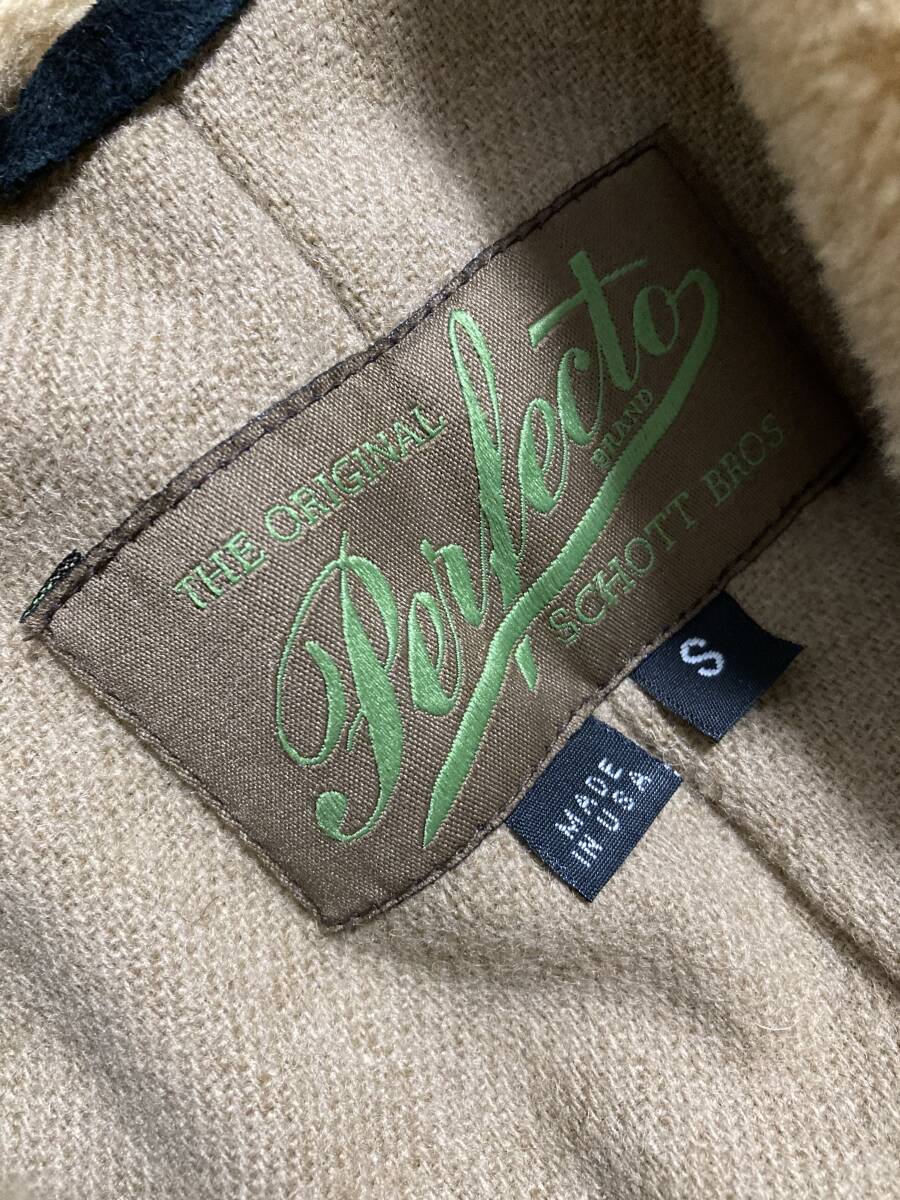 THE ORIGINAL
Perfecto
BRAND
SCHOTT BROS.
S
MADE
IN USA